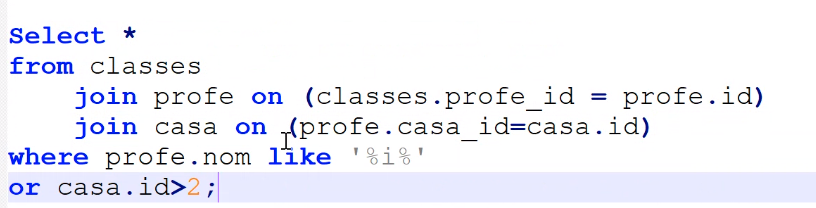 Select *
from classes
join profe on (classes.profe_id = profe.id)
join casa on (profe.casa_id=casa.id)
where profe.nom like '%i%'
or casa.id>2;